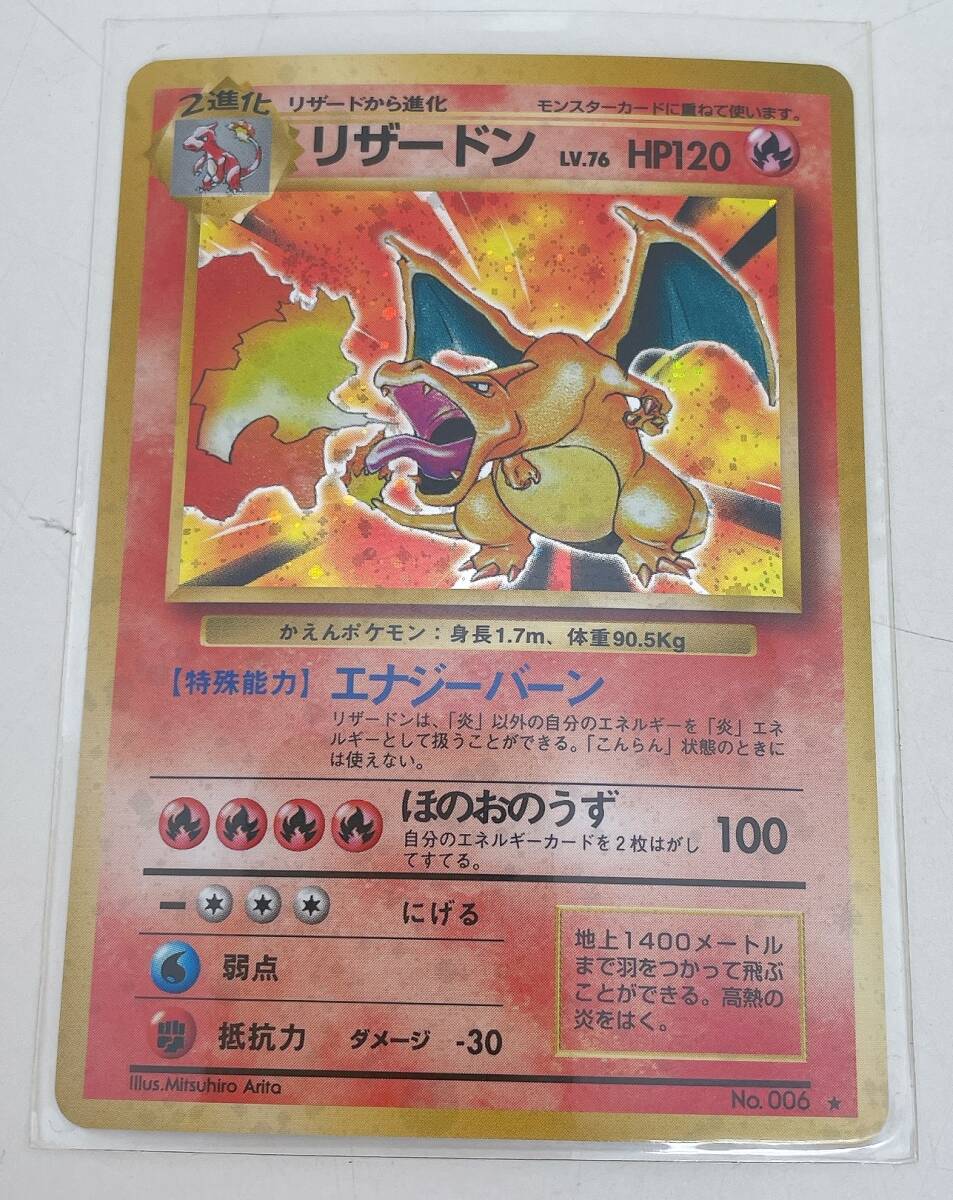 2進化
リザードから進化
モンスターカードに重ねて使います。
リザードン LV.76 HP120
かえんポケモン：身長1.7m、体重90.5Kg
【特殊能力】エナジーバーン
リザードンは、「炎」以外の自分のエネルギーを「炎」エネ
ルギーとして扱うことができる。「こんらん」状態のときに
は使えない。
ほのおのうず 100
自分のエネルギーカードを2枚はがし
てすてる。
にげる
弱点
抵抗力 ダメージ -30
地上1400メートル
まで羽をつかって飛ぶ
ことができる。高熱の
炎をはく。
Illus.Mitsuhiro Arita
No.006 ★